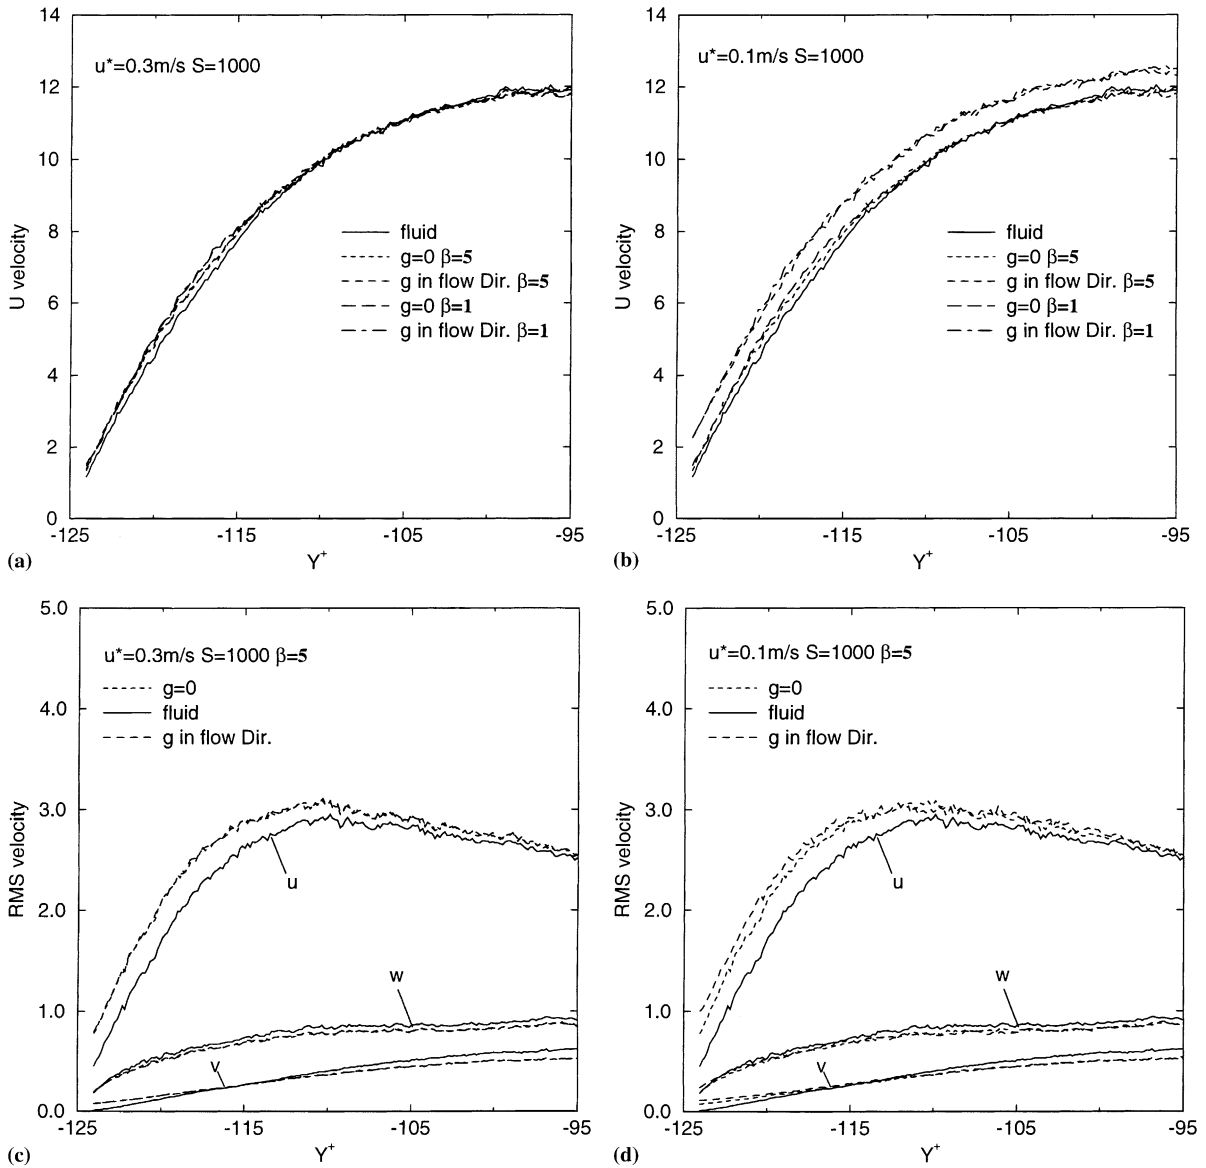 14
12
10
8
6
4
2
0
U velocity
u*=0.3m/s S=1000
fluid
g=0 β=5
g in flow Dir. β=5
g=0 β=1
g in flow Dir. β=1
-125
-115
-105
-95
Y+
(a)
14
12
10
8
6
4
2
0
U velocity
u*=0.1m/s S=1000
fluid
g=0 β=5
g in flow Dir. β=5
g=0 β=1
g in flow Dir. β=1
-125
-115
-105
-95
Y+
(b)
5.0
4.0
3.0
2.0
1.0
0.0
RMS velocity
u*=0.3m/s S=1000 β=5
g=0
fluid
g in flow Dir.
u
w
v
-125
-115
-105
-95
Y+
(c)
5.0
4.0
3.0
2.0
1.0
0.0
RMS velocity
u*=0.1m/s S=1000 β=5
g=0
fluid
g in flow Dir.
u
w
v
-125
-115
-105
-95
Y+
(d)